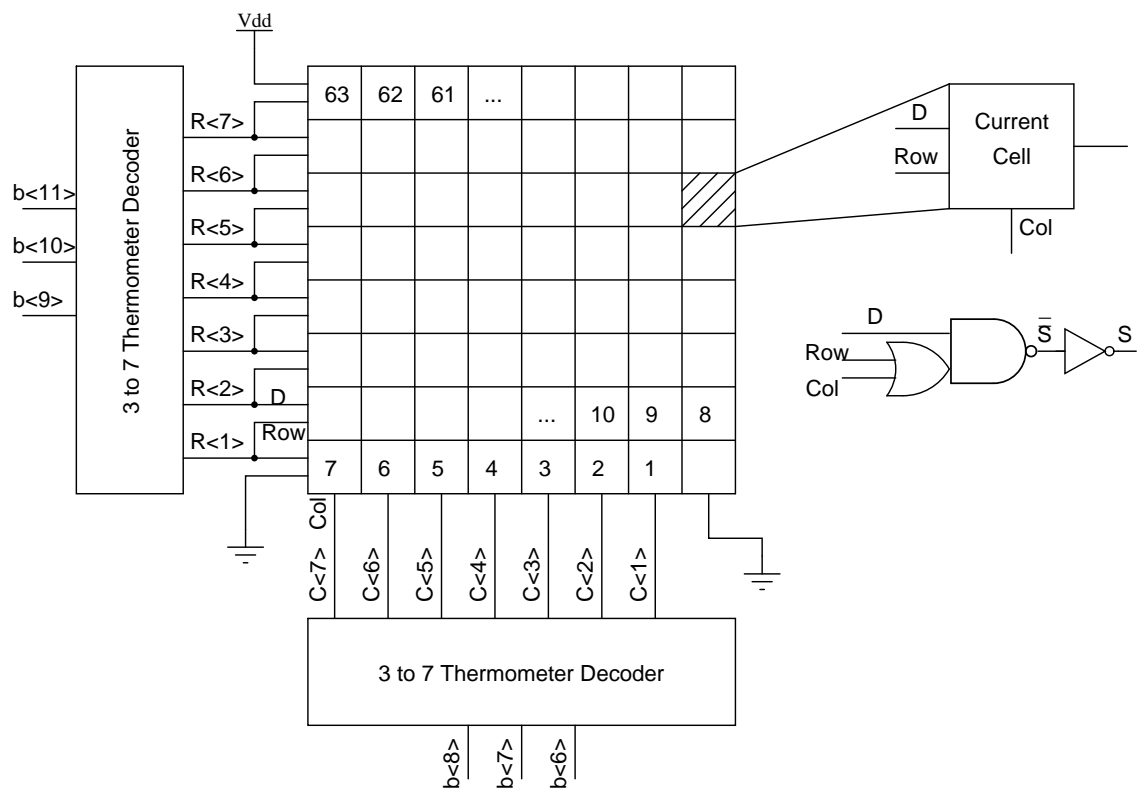 Vdd
63 62 61 ...
R<7>
R<6>
R<5>
R<4>
R<3>
R<2>
R<1>
b<11>
b<10>
b<9>
3 to 7 Thermometer Decoder
D
Row
... 10 9 8
7 6 5 4 3 2 1
Col
C<7>
C<6>
C<5>
C<4>
C<3>
C<2>
C<1>
3 to 7 Thermometer Decoder
b<8>
b<7>
b<6>
D
Row
Current
Cell
Col
D
Row
Col
S̅
S